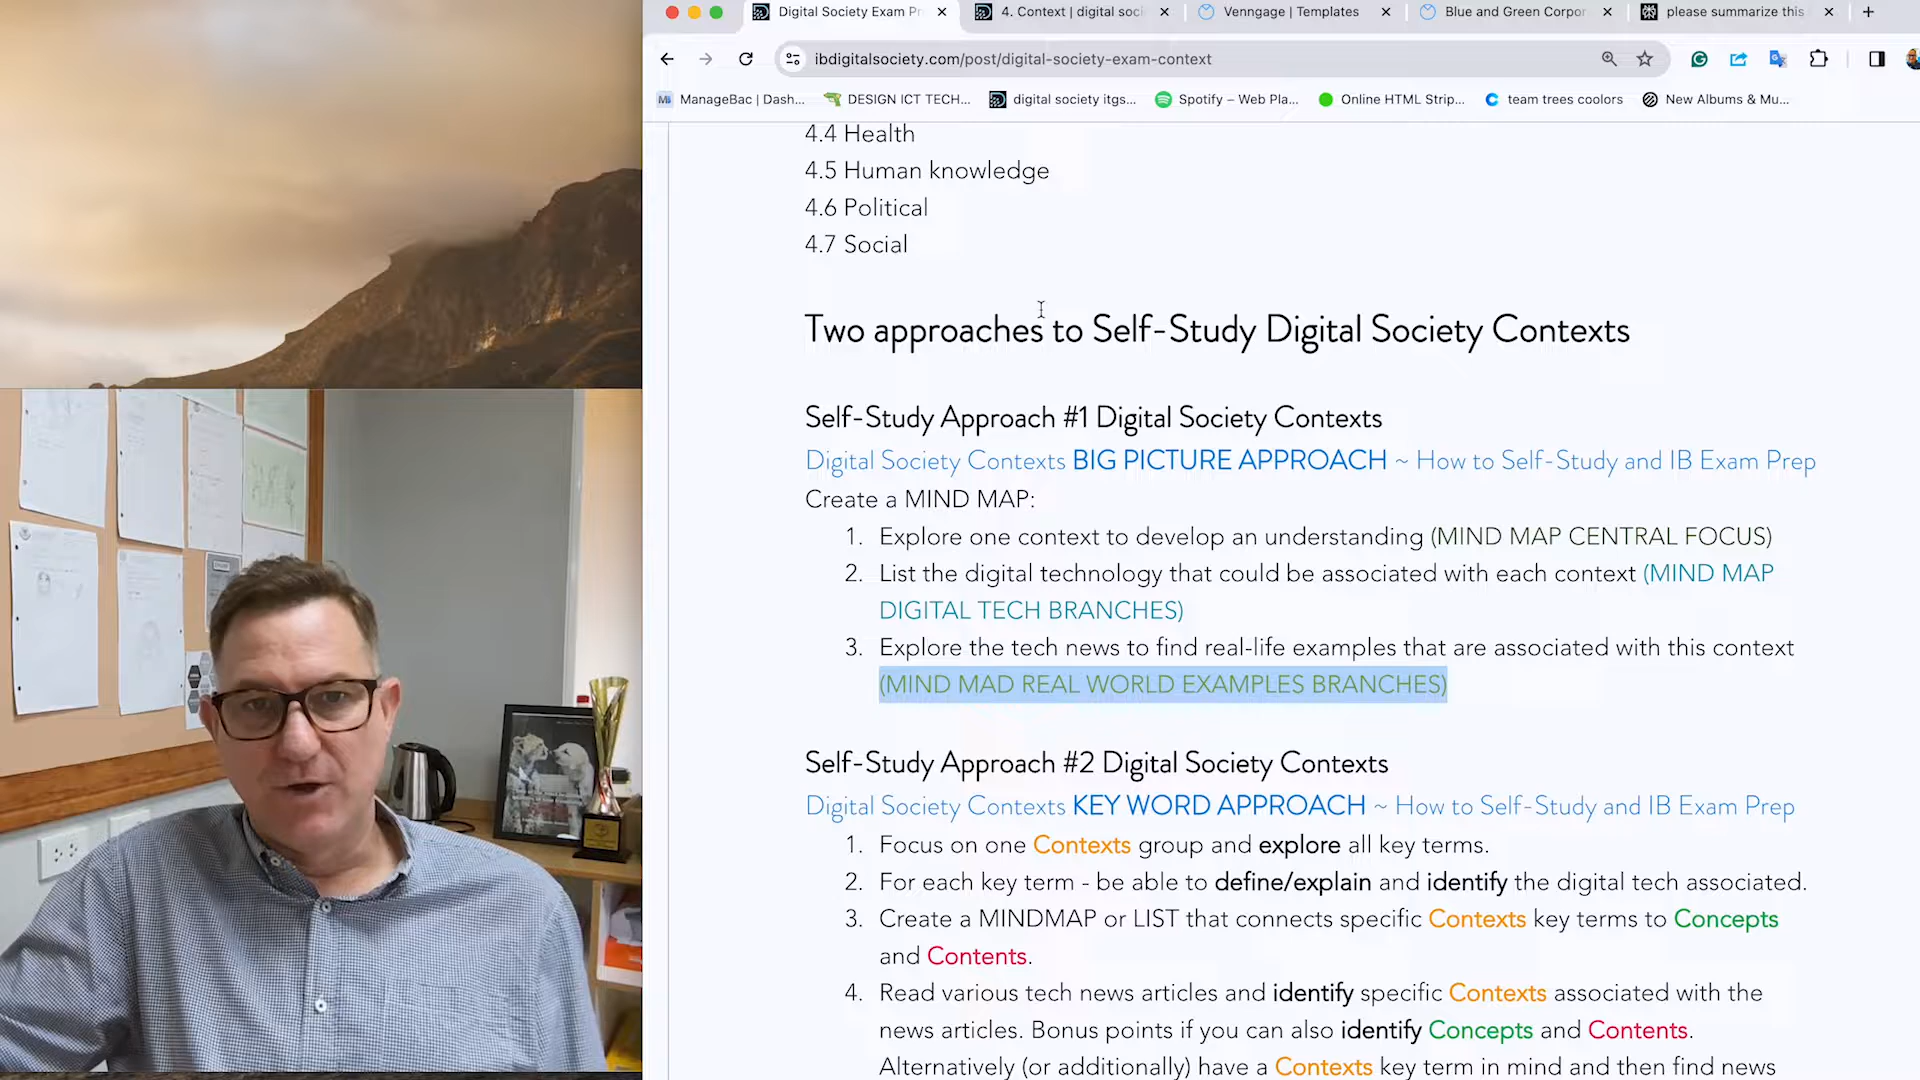 Digital Society Exam Pr
4. Context | digital soci
Venngage | Templates
Blue and Green Corpor
please summarize this
ibdigitalsociety.com/post/digital-society-exam-context
ManageBac | Dash...
DESIGN ICT TECH...
digital society itgs...
Spotify – Web Pla...
Online HTML Strip...
team trees coolors
New Albums & Mu...
4.4 Health
4.5 Human knowledge
4.6 Political
4.7 Social
Two approaches to Self-Study Digital Society Contexts
Self-Study Approach #1 Digital Society Contexts
Digital Society Contexts BIG PICTURE APPROACH ~ How to Self-Study and IB Exam Prep
Create a MIND MAP:
1. Explore one context to develop an understanding (MIND MAP CENTRAL FOCUS)
2. List the digital technology that could be associated with each context (MIND MAP
DIGITAL TECH BRANCHES)
3. Explore the tech news to find real-life examples that are associated with this context
(MIND MAD REAL WORLD EXAMPLES BRANCHES)
Self-Study Approach #2 Digital Society Contexts
Digital Society Contexts KEY WORD APPROACH ~ How to Self-Study and IB Exam Prep
1. Focus on one Contexts group and explore all key terms.
2. For each key term - be able to define/explain and identify the digital tech associated.
3. Create a MINDMAP or LIST that connects specific Contexts key terms to Concepts
and Contents.
4. Read various tech news articles and identify specific Contexts associated with the
news articles. Bonus points if you can also identify Concepts and Contents.
Alternatively (or additionally) have a Contexts key term in mind and then find news